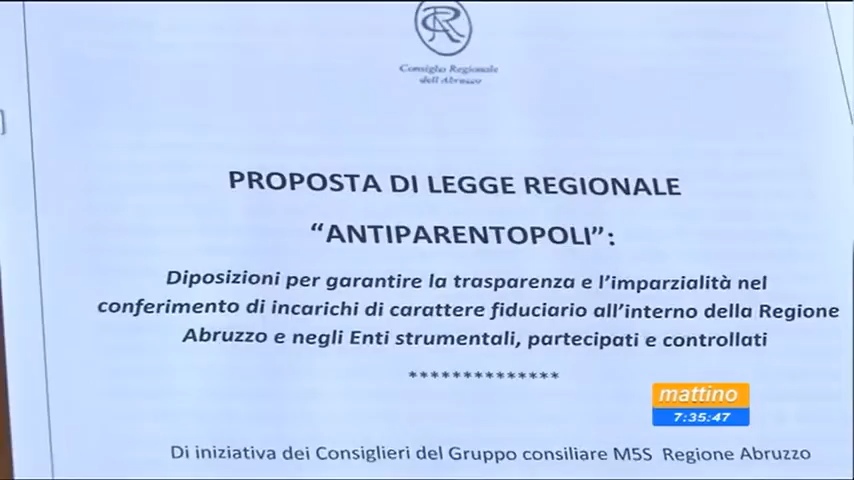 Consiglio Regionale
dell'Abruzzo
PROPOSTA DI LEGGE REGIONALE
“ANTIPARENTOPOLI”:
Diposizioni per garantire la trasparenza e l’imparzialità nel
conferimento di incarichi di carattere fiduciario all’interno della Regione
Abruzzo e negli Enti strumentali, partecipati e controllati
**************
mattino
7:35:47
Di iniziativa dei Consiglieri del Gruppo consiliare M5S Regione Abruzzo